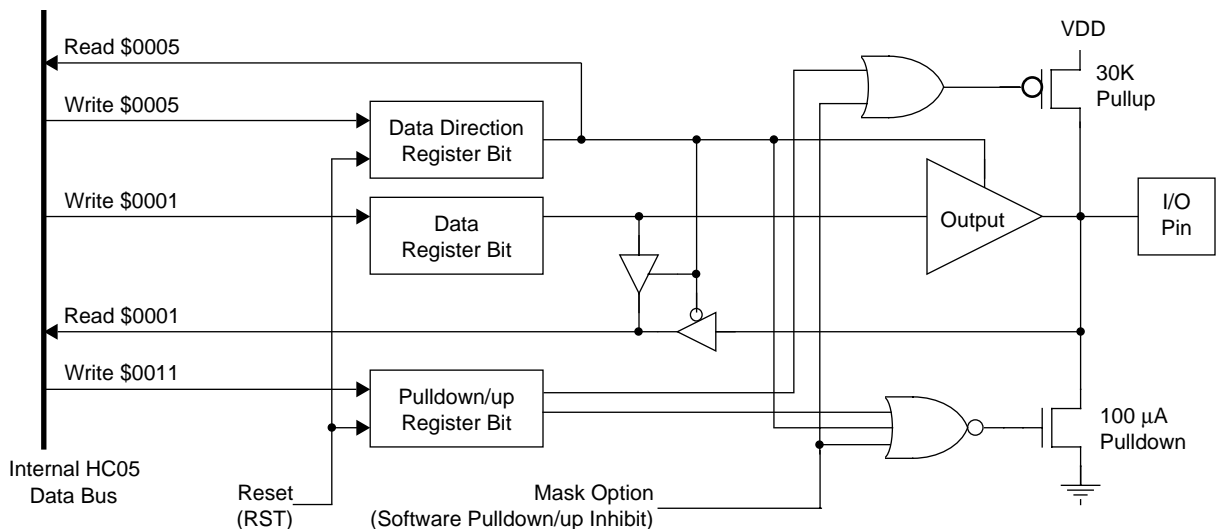 Read $0005
Write $0005
Data Direction
Register Bit
Write $0001
Data
Register Bit
Read $0001
Write $0011
Pulldown/up
Register Bit
Internal HC05
Data Bus
Reset
(RST)
Mask Option
(Software Pulldown/up Inhibit)
VDD
30K
Pullup
Output
I/O
Pin
100 µA
Pulldown